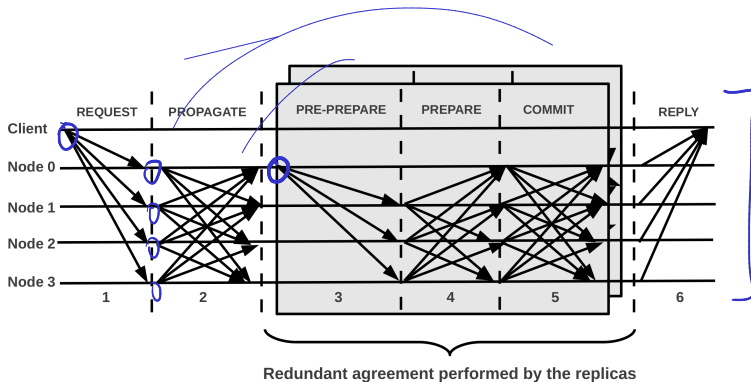 REQUEST PROPAGATE PRE-PREPARE PREPARE COMMIT REPLY
Client
Node 0
Node 1
Node 2
Node 3
1 2 3 4 5 6
Redundant agreement performed by the replicas